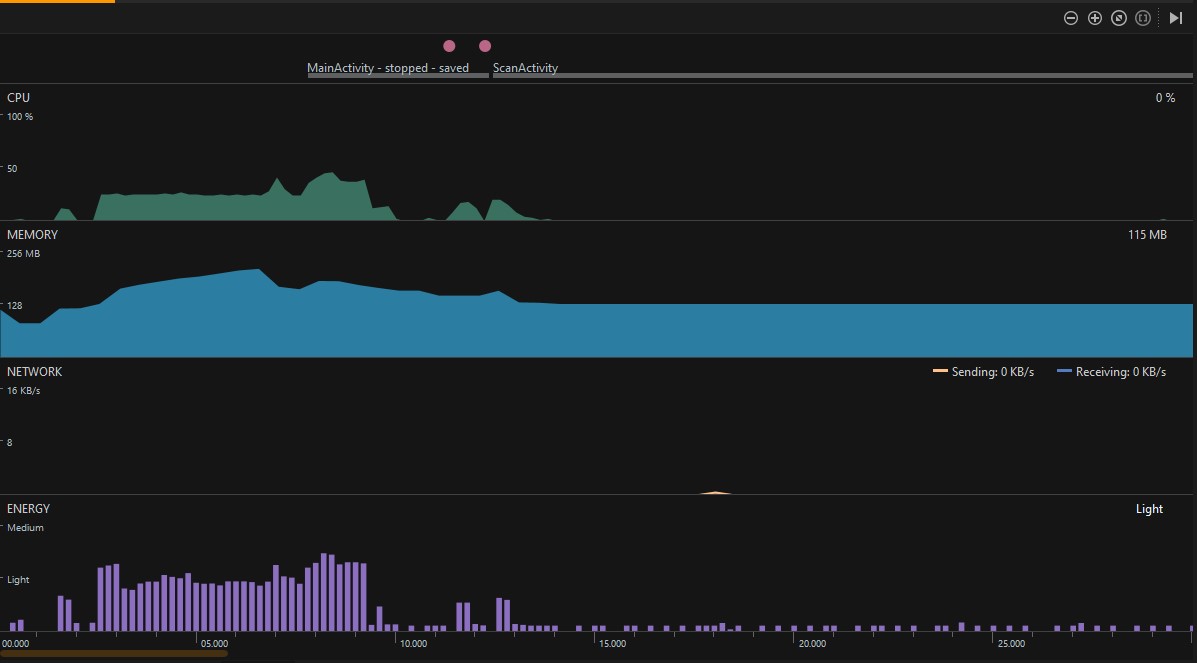 MainActivity - stopped - saved ScanActivity
CPU 0 %
100 %
50
MEMORY 115 MB
256 MB
128
NETWORK Sending: 0 KB/s Receiving: 0 KB/s
16 KB/s
8
ENERGY Light
Medium
Light
00.000 05.000 10.000 15.000 20.000 25.000